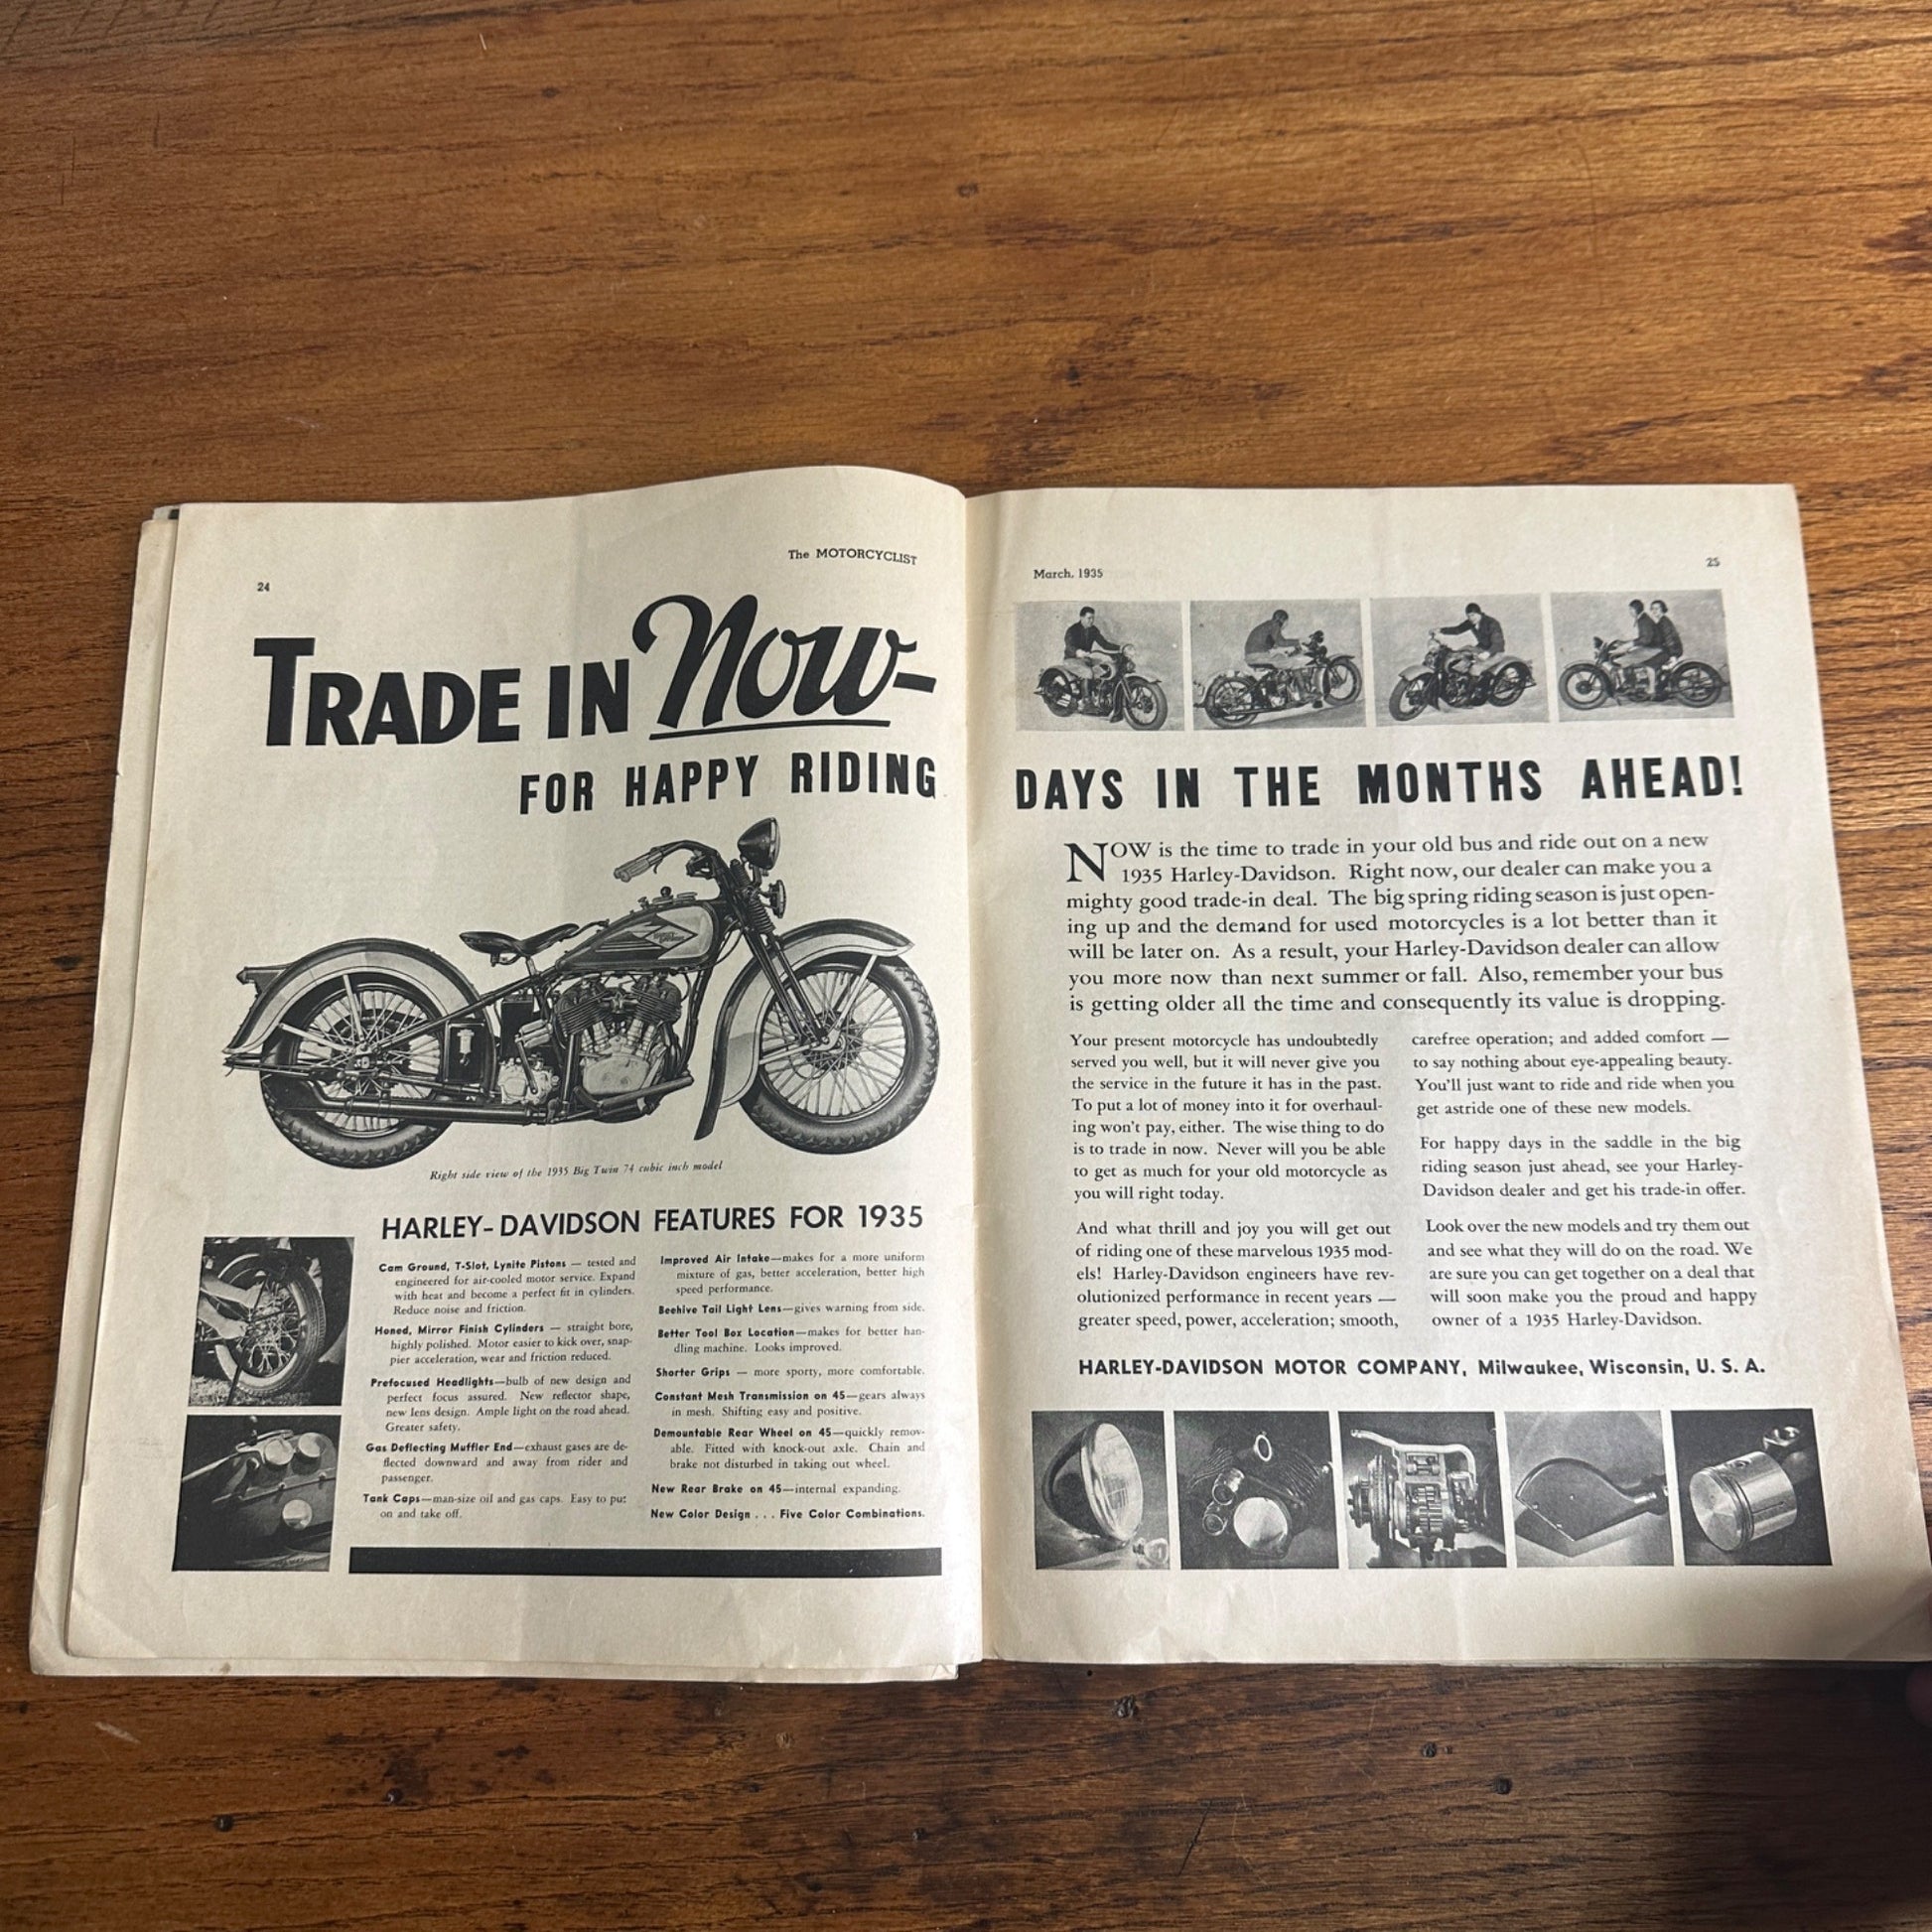 24
The MOTORCYCLIST
TRADE IN Now-
FOR HAPPY RIDING
Right side view of the 1935 Big Twin 74 cubic inch model
HARLEY-DAVIDSON FEATURES FOR 1935
Cam Ground, T-Slot, Lynite Pistons — tested and
engineered for air-cooled motor service. Expand
with heat and become a perfect fit in cylinders.
Reduce noise and friction.
Honed, Mirror Finish Cylinders — straight bore,
highly polished. Motor easier to kick over, snap-
pier acceleration, wear and friction reduced.
Prefocused Headlights—bulb of new design and
perfect focus assured. New reflector shape,
new lens design. Ample light on the road ahead.
Greater safety.
Gas Deflecting Muffler End—exhaust gases are de-
flected downward and away from rider and
passenger.
Tank Caps—man-size oil and gas caps. Easy to put
on and take off.
Improved Air Intake—makes for a more uniform
mixture of gas, better acceleration, better high
speed performance.
Beehive Tail Light Lens—gives warning from side.
Better Tool Box Location—makes for better han-
dling machine. Looks improved.
Shorter Grips — more sporty, more comfortable.
Constant Mesh Transmission on 45—gears always
in mesh. Shifting easy and positive.
Demountable Rear Wheel on 45—quickly remov-
able. Fitted with knock-out axle. Chain and
brake not disturbed in taking out wheel.
New Rear Brake on 45—internal expanding.
New Color Design . . . Five Color Combinations.
March, 1935
25
DAYS IN THE MONTHS AHEAD!
NOW is the time to trade in your old bus and ride out on a new
1935 Harley-Davidson. Right now, our dealer can make you a
mighty good trade-in deal. The big spring riding season is just open-
ing up and the demand for used motorcycles is a lot better than it
will be later on. As a result, your Harley-Davidson dealer can allow
you more now than next summer or fall. Also, remember your bus
is getting older all the time and consequently its value is dropping.
Your present motorcycle has undoubtedly
served you well, but it will never give you
the service in the future it has in the past.
To put a lot of money into it for overhaul-
ing won't pay, either. The wise thing to do
is to trade in now. Never will you be able
to get as much for your old motorcycle as
you will right today.
And what thrill and joy you will get out
of riding one of these marvelous 1935 mod-
els! Harley-Davidson engineers have rev-
olutionized performance in recent years —
greater speed, power, acceleration; smooth,
carefree operation; and added comfort —
to say nothing about eye-appealing beauty.
You'll just want to ride and ride when you
get astride one of these new models.
For happy days in the saddle in the big
riding season just ahead, see your Harley-
Davidson dealer and get his trade-in offer.
Look over the new models and try them out
and see what they will do on the road. We
are sure you can get together on a deal that
will soon make you the proud and happy
owner of a 1935 Harley-Davidson.
HARLEY-DAVIDSON MOTOR COMPANY, Milwaukee, Wisconsin, U. S. A.